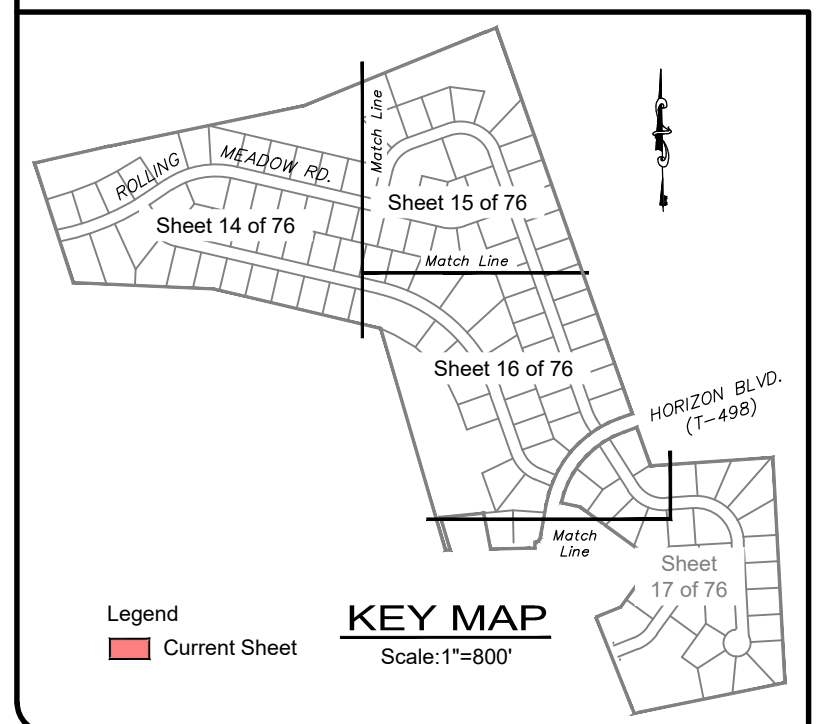 Match Line
ROLLING MEADOW RD.
Sheet 15 of 76
Sheet 14 of 76
Match Line
Sheet 16 of 76
HORIZON BLVD.
(T-498)
Match
Line
Sheet
17 of 76
Legend
Current Sheet
KEY MAP
Scale:1"=800'